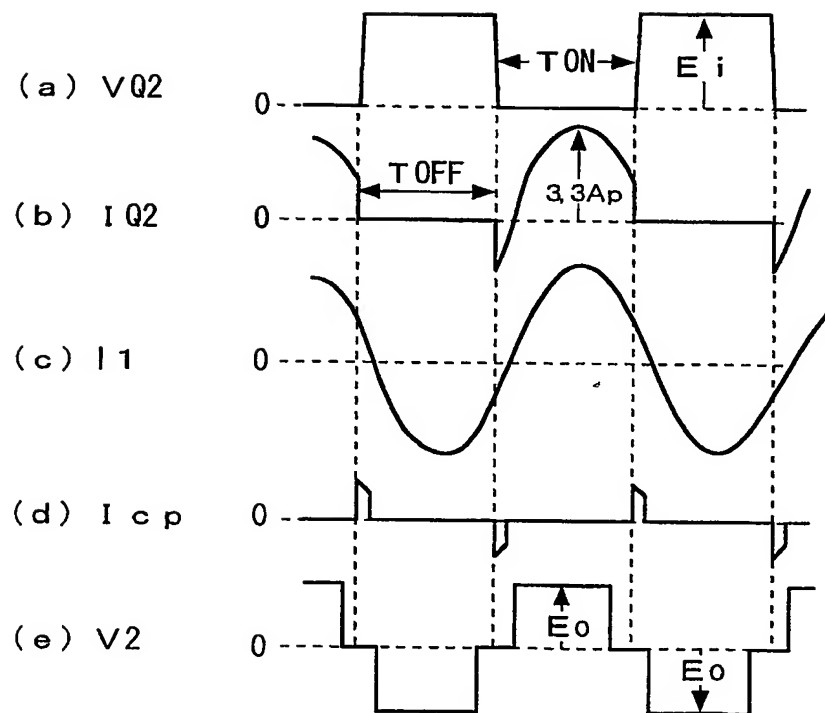 (a) VQ2
0
TON
Ei
(b) IQ2
0
TOFF
3,3Ap
(c) I1
0
(d) Icp
0
(e) V2
0
Eo
Eo